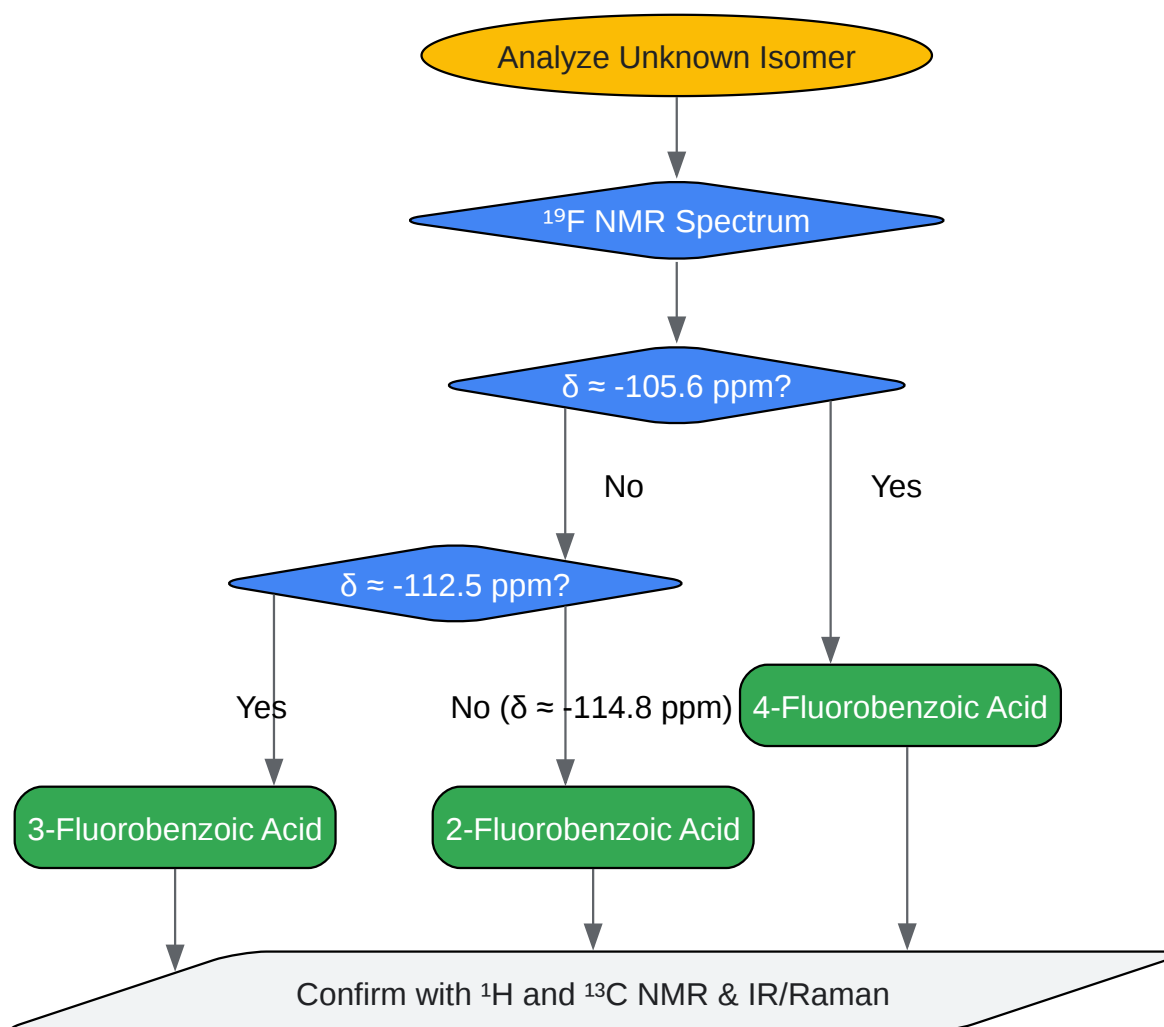 Analyze Unknown Isomer
¹⁹F NMR Spectrum
δ ≈ -105.6 ppm?
No
Yes
δ ≈ -112.5 ppm?
Yes
No (δ ≈ -114.8 ppm)
4-Fluorobenzoic Acid
3-Fluorobenzoic Acid
2-Fluorobenzoic Acid
Confirm with ¹H and ¹³C NMR & IR/Raman